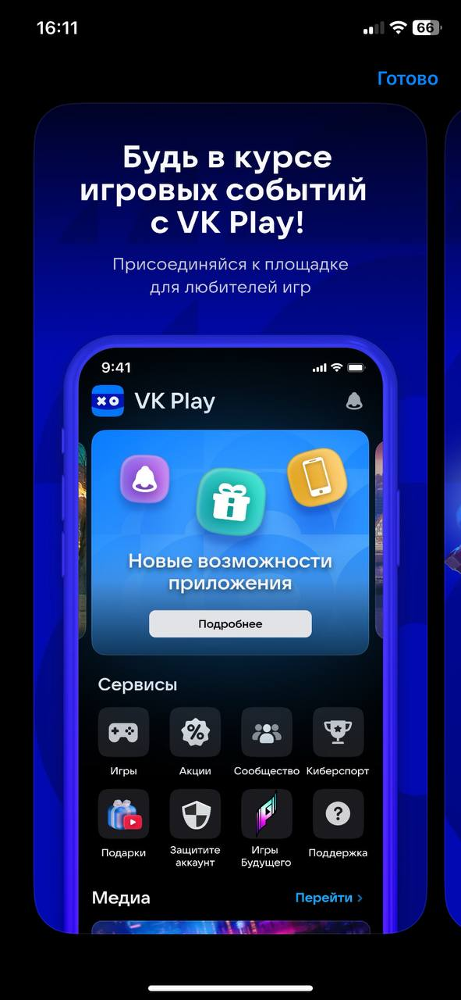 16:11
66
Готово
Будь в курсе
игровых событий
с VK Play!
Присоединяйся к площадке
для любителей игр
9:41
VK Play
Новые возможности
приложения
Подробнее
Сервисы
Игры Акции Сообщество Киберспорт
Подарки Защитите аккаунт Игры Будущего Поддержка
Медиа Перейти